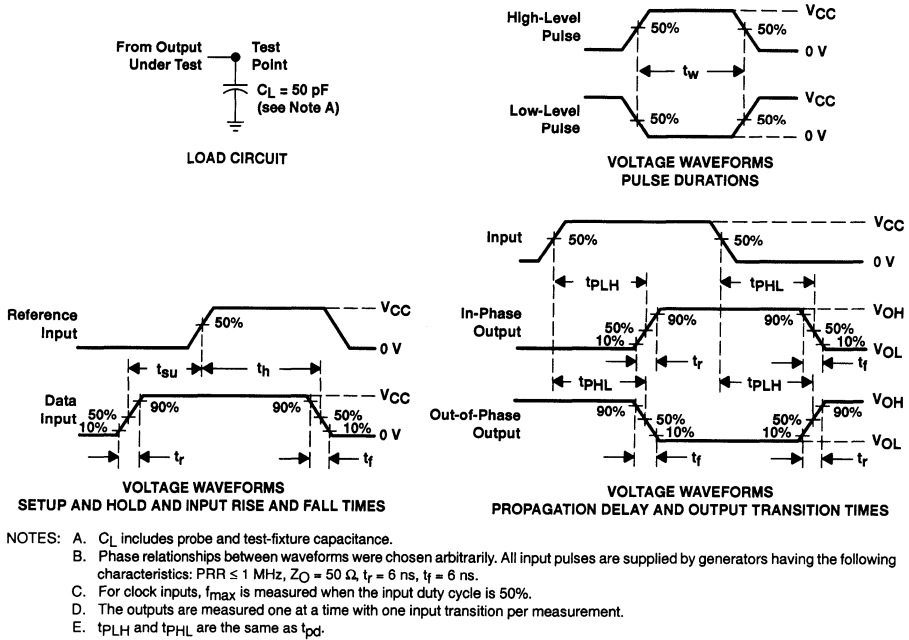 From Output
Under Test
Test
Point
CL = 50 pF
(see Note A)
LOAD CIRCUIT
High-Level
Pulse
50%
50%
VCC
0 V
tw
Low-Level
Pulse
50%
50%
VCC
0 V
VOLTAGE WAVEFORMS
PULSE DURATIONS
Reference
Input
50%
VCC
0 V
tsu
th
Data
Input
50%
10%
90%
90%
50%
10%
VCC
0 V
tr
tf
VOLTAGE WAVEFORMS
SETUP AND HOLD AND INPUT RISE AND FALL TIMES
Input
50%
50%
VCC
0 V
tPLH
tPHL
In-Phase
Output
50%
10%
90%
90%
50%
10%
VOH
VOL
tr
tf
tPHL
tPLH
Out-of-Phase
Output
90%
50%
10%
50%
10%
90%
VOH
VOL
tf
tr
VOLTAGE WAVEFORMS
PROPAGATION DELAY AND OUTPUT TRANSITION TIMES
NOTES: A. CL includes probe and test-fixture capacitance.
B. Phase relationships between waveforms were chosen arbitrarily. All input pulses are supplied by generators having the following
characteristics: PRR ≤ 1 MHz, ZO = 50 Ω, tr = 6 ns, tf = 6 ns.
C. For clock inputs, fmax is measured when the input duty cycle is 50%.
D. The outputs are measured one at a time with one input transition per measurement.
E. tPLH and tPHL are the same as tpd.